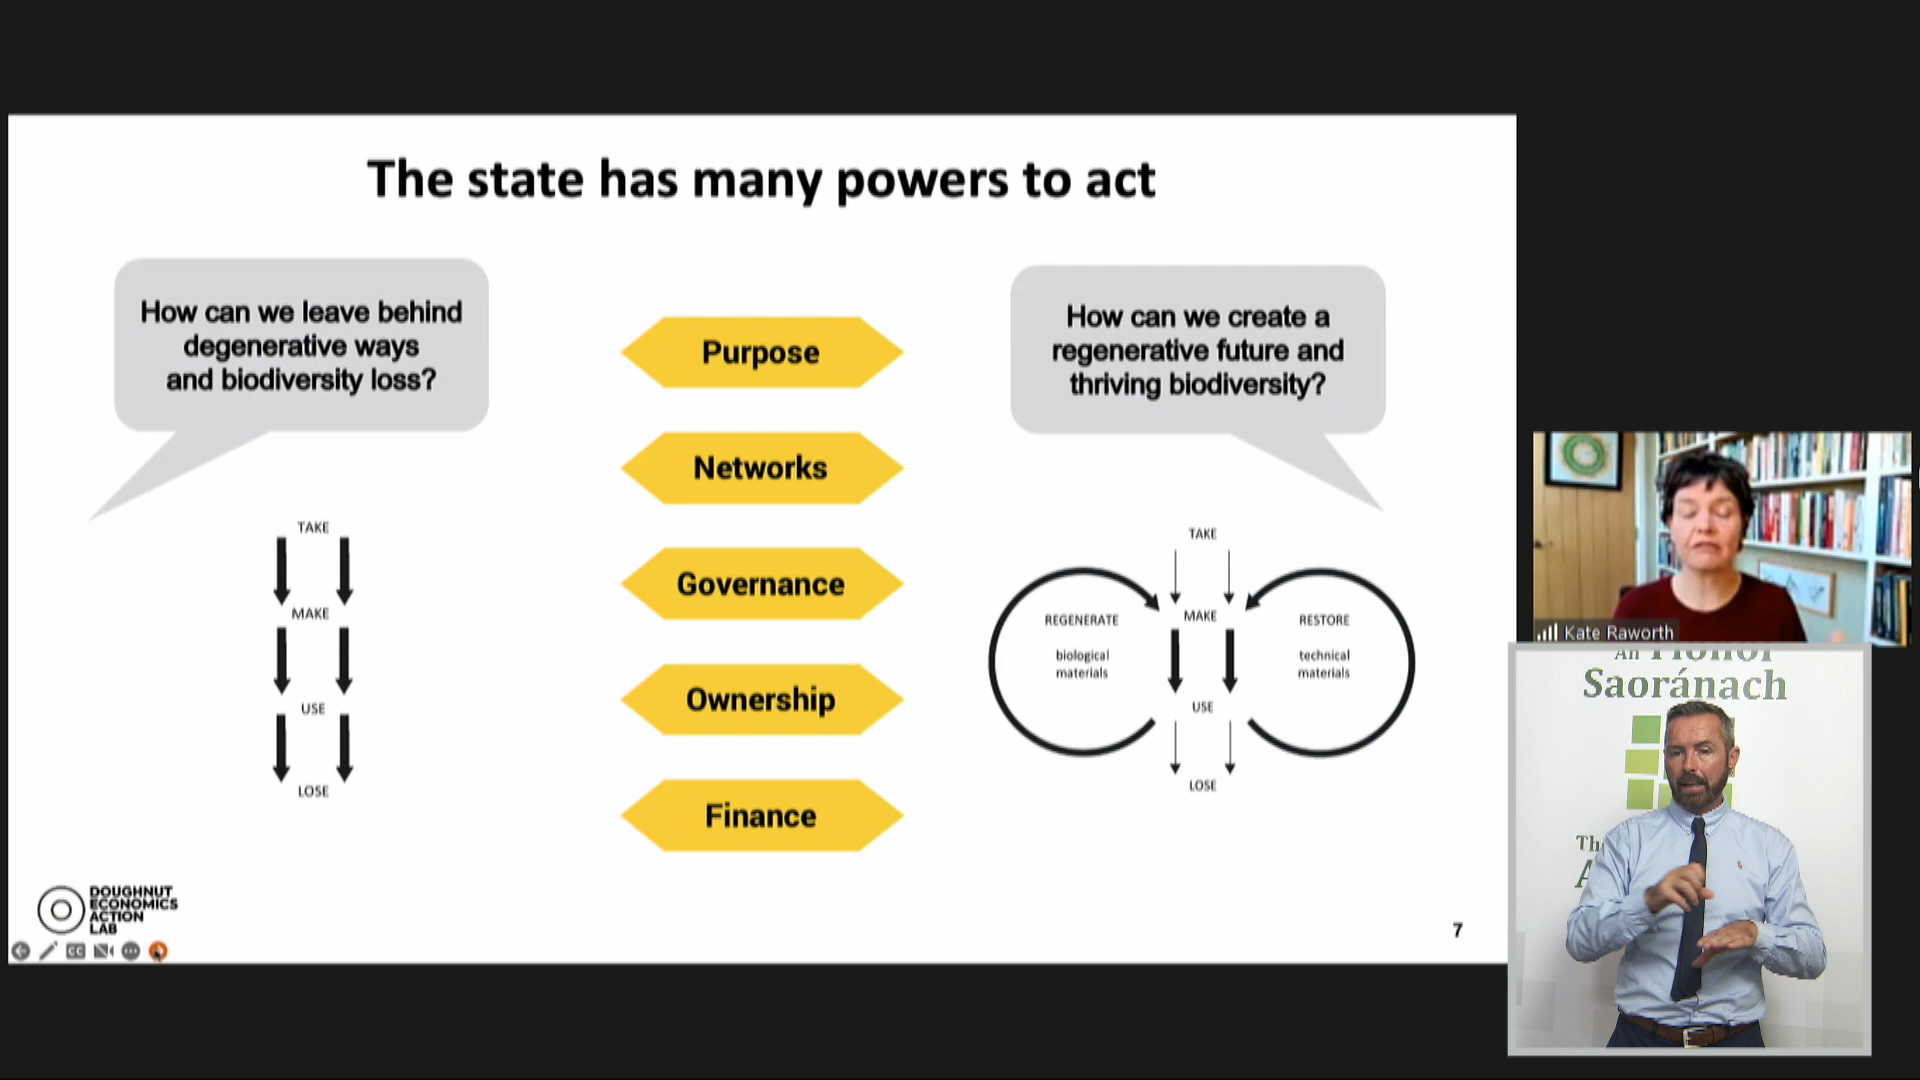 The state has many powers to act
How can we leave behind
degenerative ways
and biodiversity loss?
Purpose
Networks
Governance
Ownership
Finance
How can we create a
regenerative future and
thriving biodiversity?
TAKE
MAKE
USE
LOSE
TAKE
MAKE
USE
LOSE
REGENERATE
biological
materials
RESTORE
technical
materials
DOUGHNUT
ECONOMICS
ACTION
LAB
CC
7
Kate Raworth
An
Saoránach